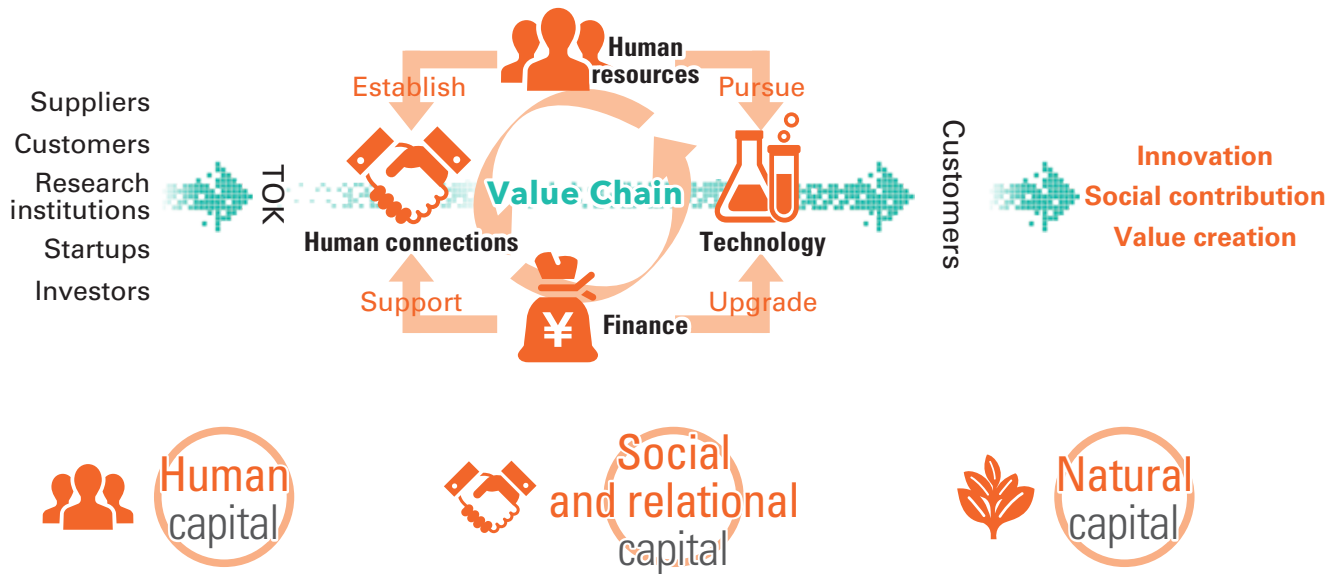 Suppliers
Customers
Research
institutions
Startups
Investors
TOK
Human
resources
Establish
Pursue
Value Chain
Human connections
Technology
Support
Upgrade
¥
Finance
Customers
Innovation
Social contribution
Value creation
Human
capital
Social
and relational
capital
Natural
capital